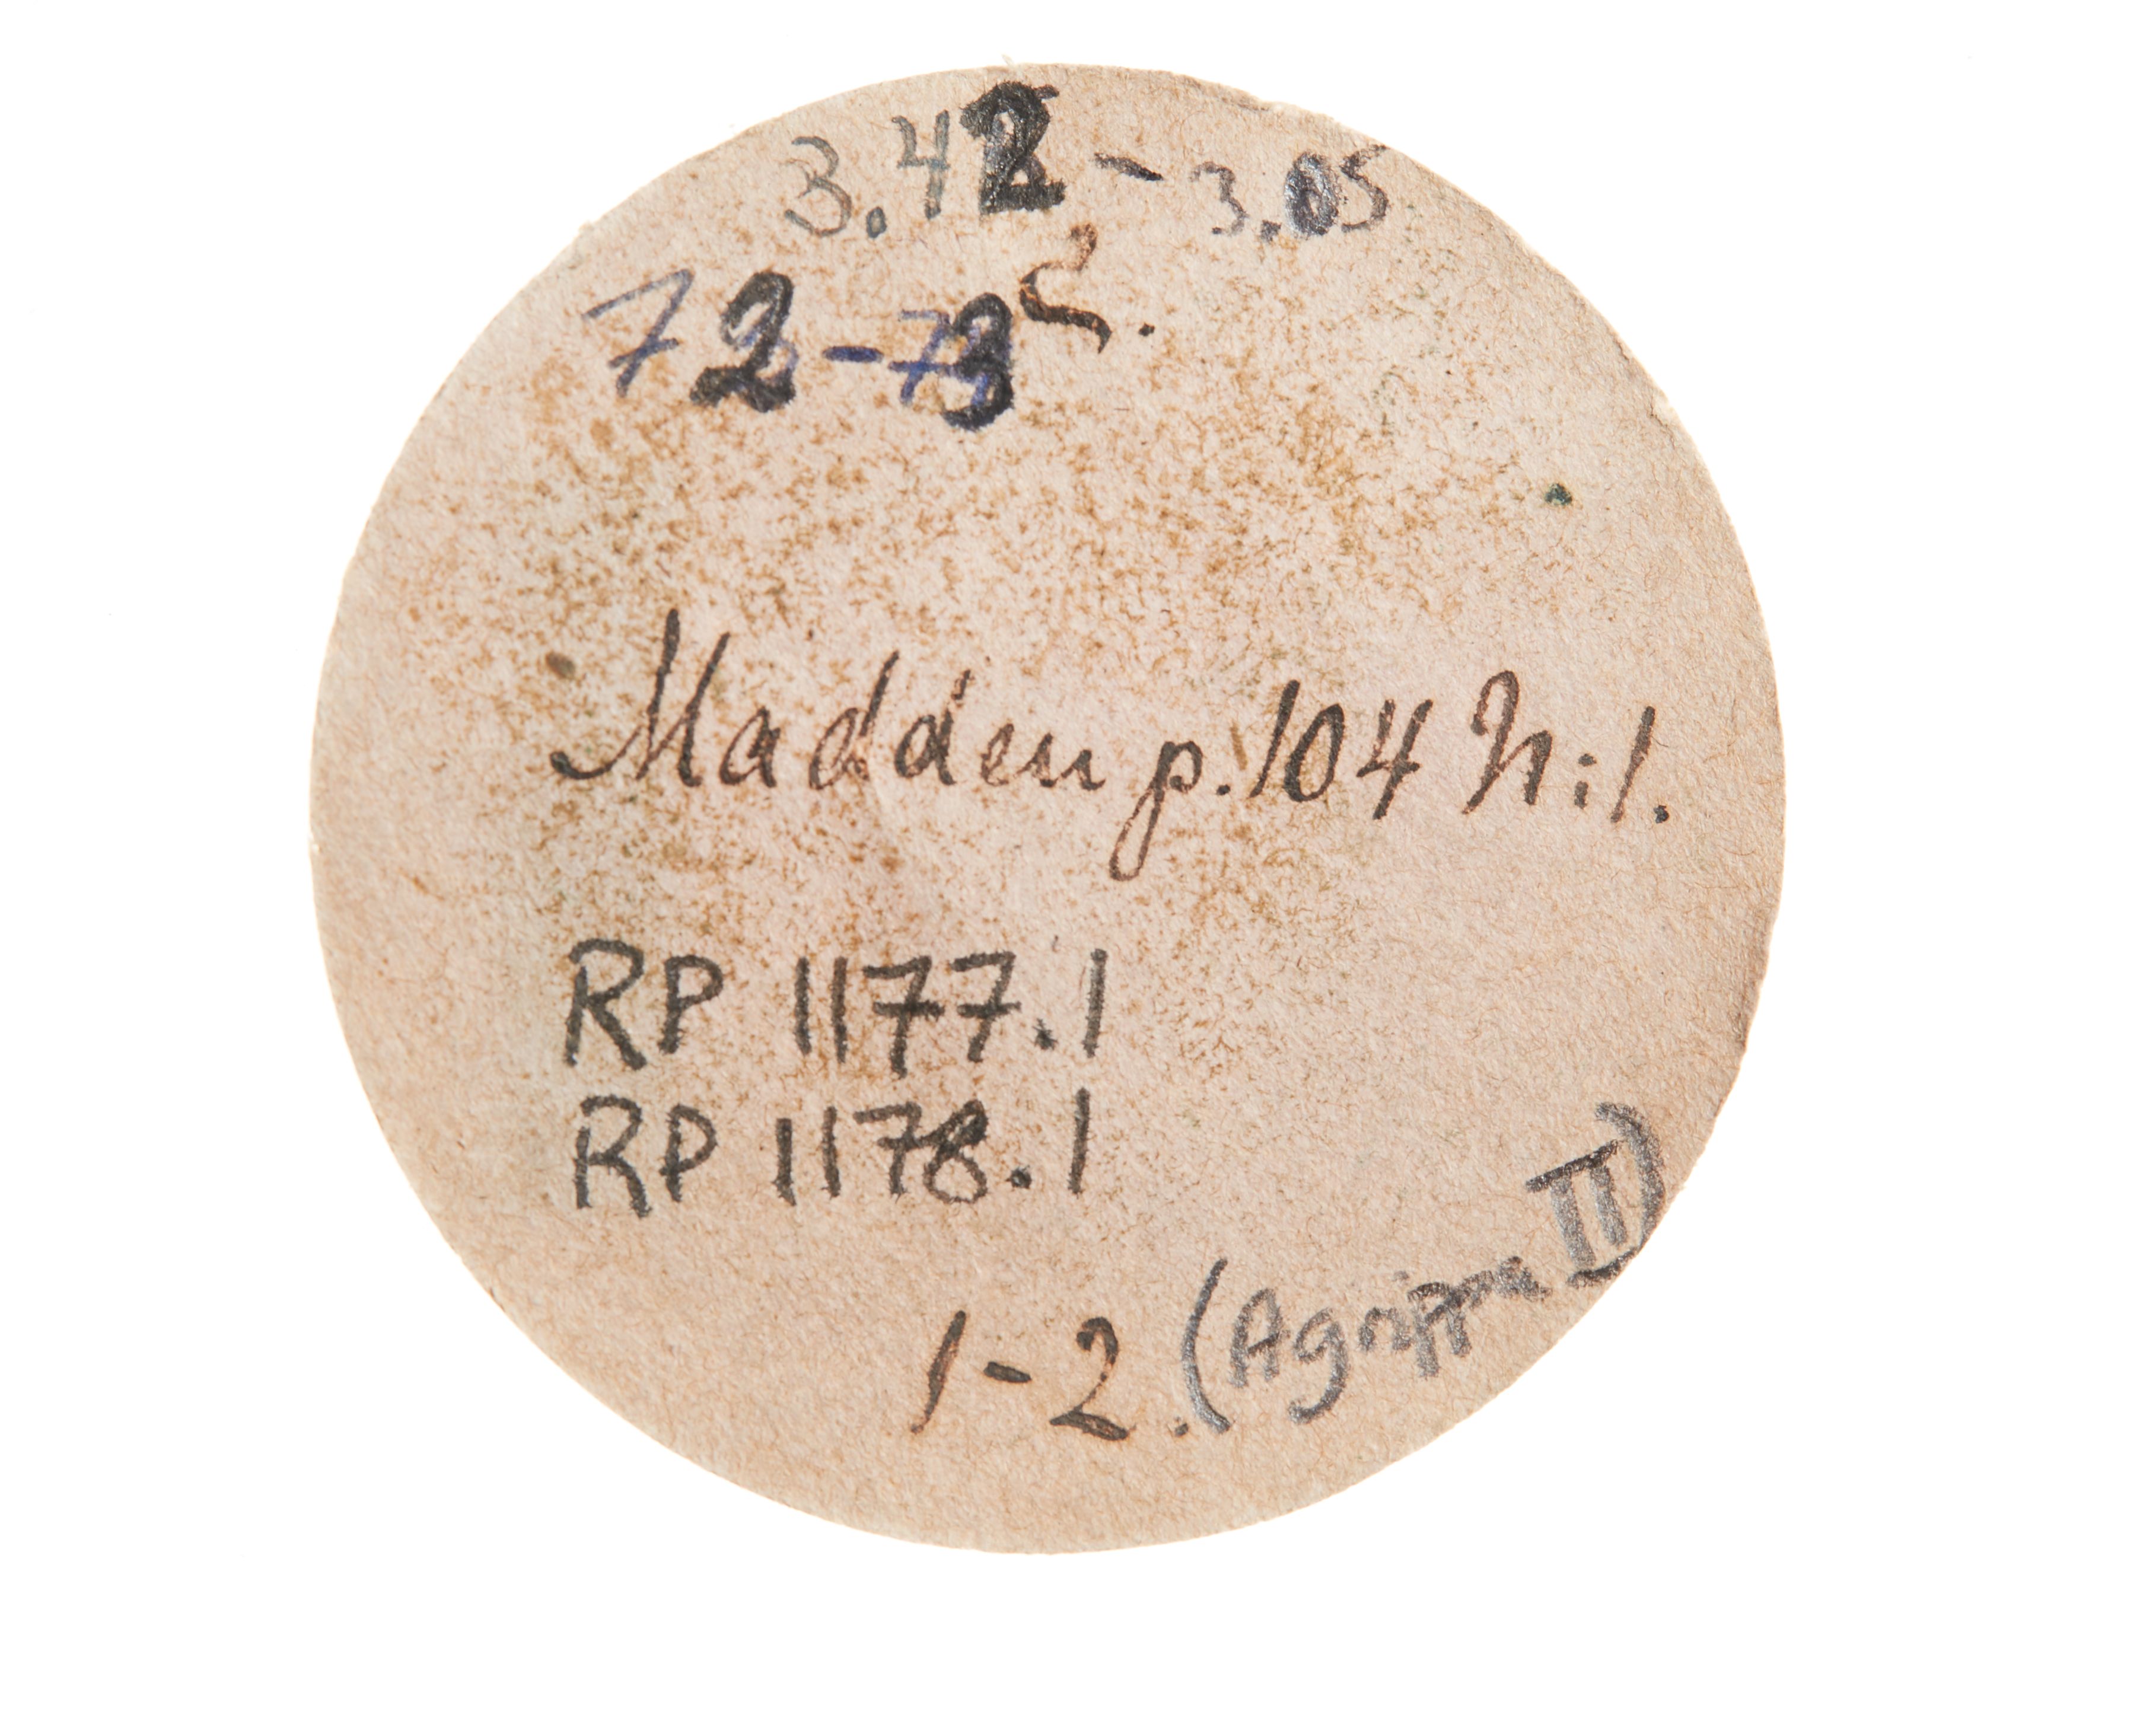 3.42 - 3.05
72-73
Madden p. 104 N:1.
RP 1177.1
RP 1178.1
1-2. (Agrippa II)